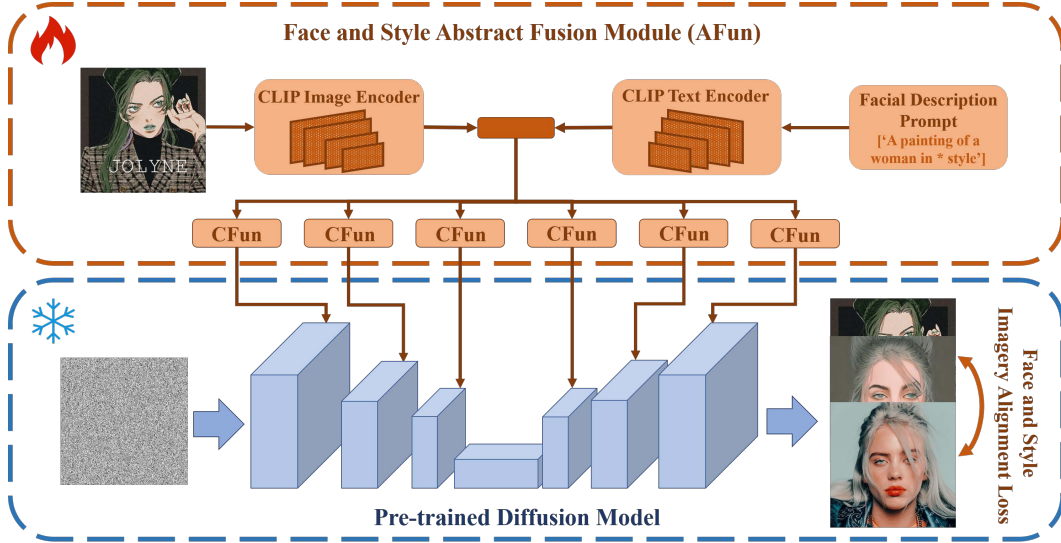 Face and Style Abstract Fusion Module (AFun)
CLIP Image Encoder
CLIP Text Encoder
Facial Description
Prompt
['A painting of a
woman in * style']
JOLYNE
CFun
CFun
CFun
CFun
CFun
CFun
Face and Style
Imagery Alignment Loss
Pre-trained Diffusion Model